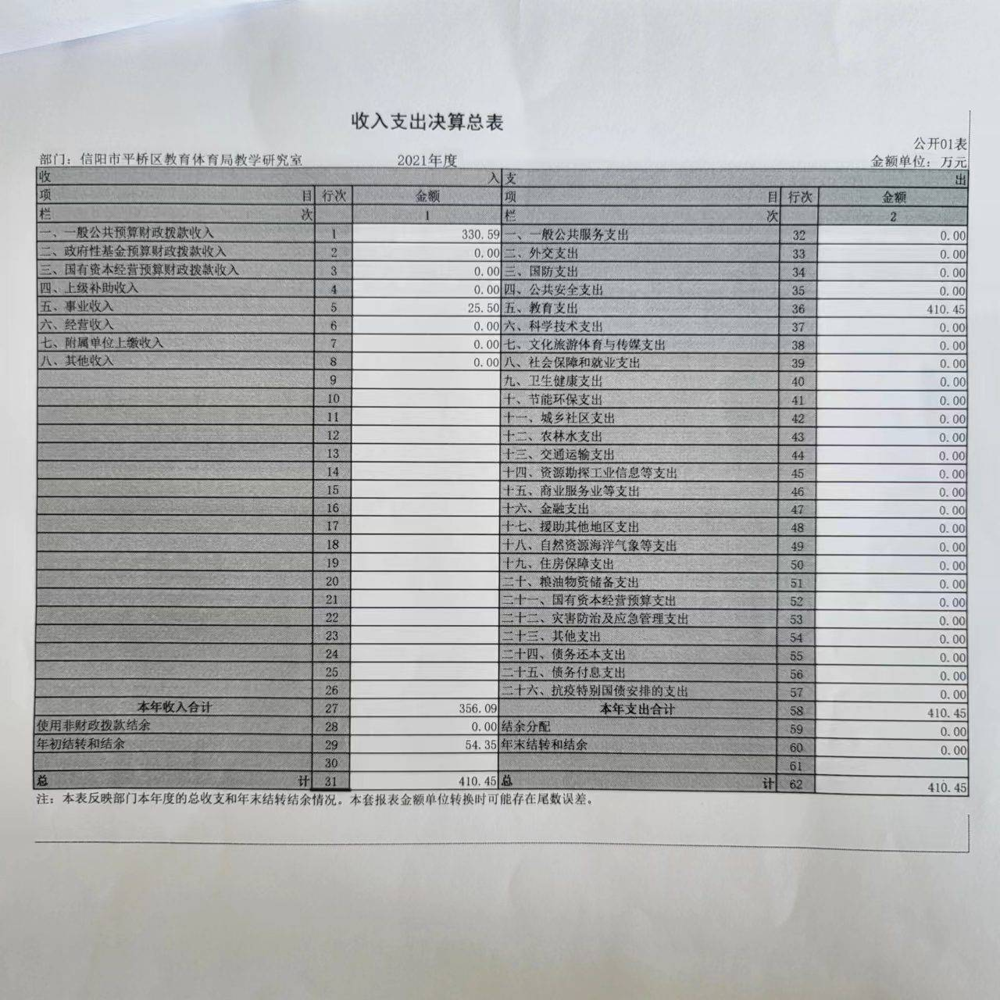 收入支出决算总表
公开01表
部门：信阳市平桥区教育体育局教学研究室 2021年度 金额单位：万元
收 入 支 出
项 目 行次 金额 项 目 行次 金额
栏 次 1 栏 次 2
一、一般公共预算财政拨款收入 1 330.59 一、一般公共服务支出 32 0.00
二、政府性基金预算财政拨款收入 2 0.00 二、外交支出 33 0.00
三、国有资本经营预算财政拨款收入 3 0.00 三、国防支出 34 0.00
四、上级补助收入 4 0.00 四、公共安全支出 35 0.00
五、事业收入 5 25.50 五、教育支出 36 410.45
六、经营收入 6 0.00 六、科学技术支出 37 0.00
七、附属单位上缴收入 7 0.00 七、文化旅游体育与传媒支出 38 0.00
八、其他收入 8 0.00 八、社会保障和就业支出 39 0.00
9 九、卫生健康支出 40 0.00
10 十、节能环保支出 41 0.00
11 十一、城乡社区支出 42 0.00
12 十二、农林水支出 43 0.00
13 十三、交通运输支出 44 0.00
14 十四、资源勘探工业信息等支出 45 0.00
15 十五、商业服务业等支出 46 0.00
16 十六、金融支出 47 0.00
17 十七、援助其他地区支出 48 0.00
18 十八、自然资源海洋气象等支出 49 0.00
19 十九、住房保障支出 50 0.00
20 二十、粮油物资储备支出 51 0.00
21 二十一、国有资本经营预算支出 52 0.00
22 二十二、灾害防治及应急管理支出 53 0.00
23 二十三、其他支出 54 0.00
24 二十四、债务还本支出 55 0.00
25 二十五、债务付息支出 56 0.00
26 二十六、抗疫特别国债安排的支出 57 0.00
本年收入合计 27 356.09 本年支出合计 58 410.45
使用非财政拨款结余 28 0.00 结余分配 59 0.00
年初结转和结余 29 54.35 年末结转和结余 60 0.00
30 61
总 计 31 410.45 总 计 62 410.45
注：本表反映部门本年度的总收支和年末结转结余情况。本套报表金额单位转换时可能存在尾数误差。